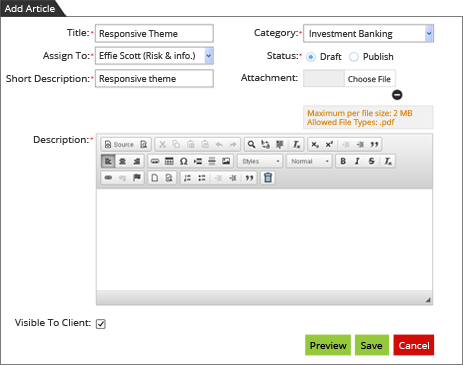 Add Article
Title:* Responsive Theme Category:* Investment Banking
Assign To:* Effie Scott (Risk & info.) Status:* Draft Publish
Short Description:* Responsive theme Attachment: Choose File
Maximum per file size: 2 MB
Allowed File Types: .pdf
Description:* Source
Styles Normal B I S Tx
Visible To Client:
Preview Save Cancel